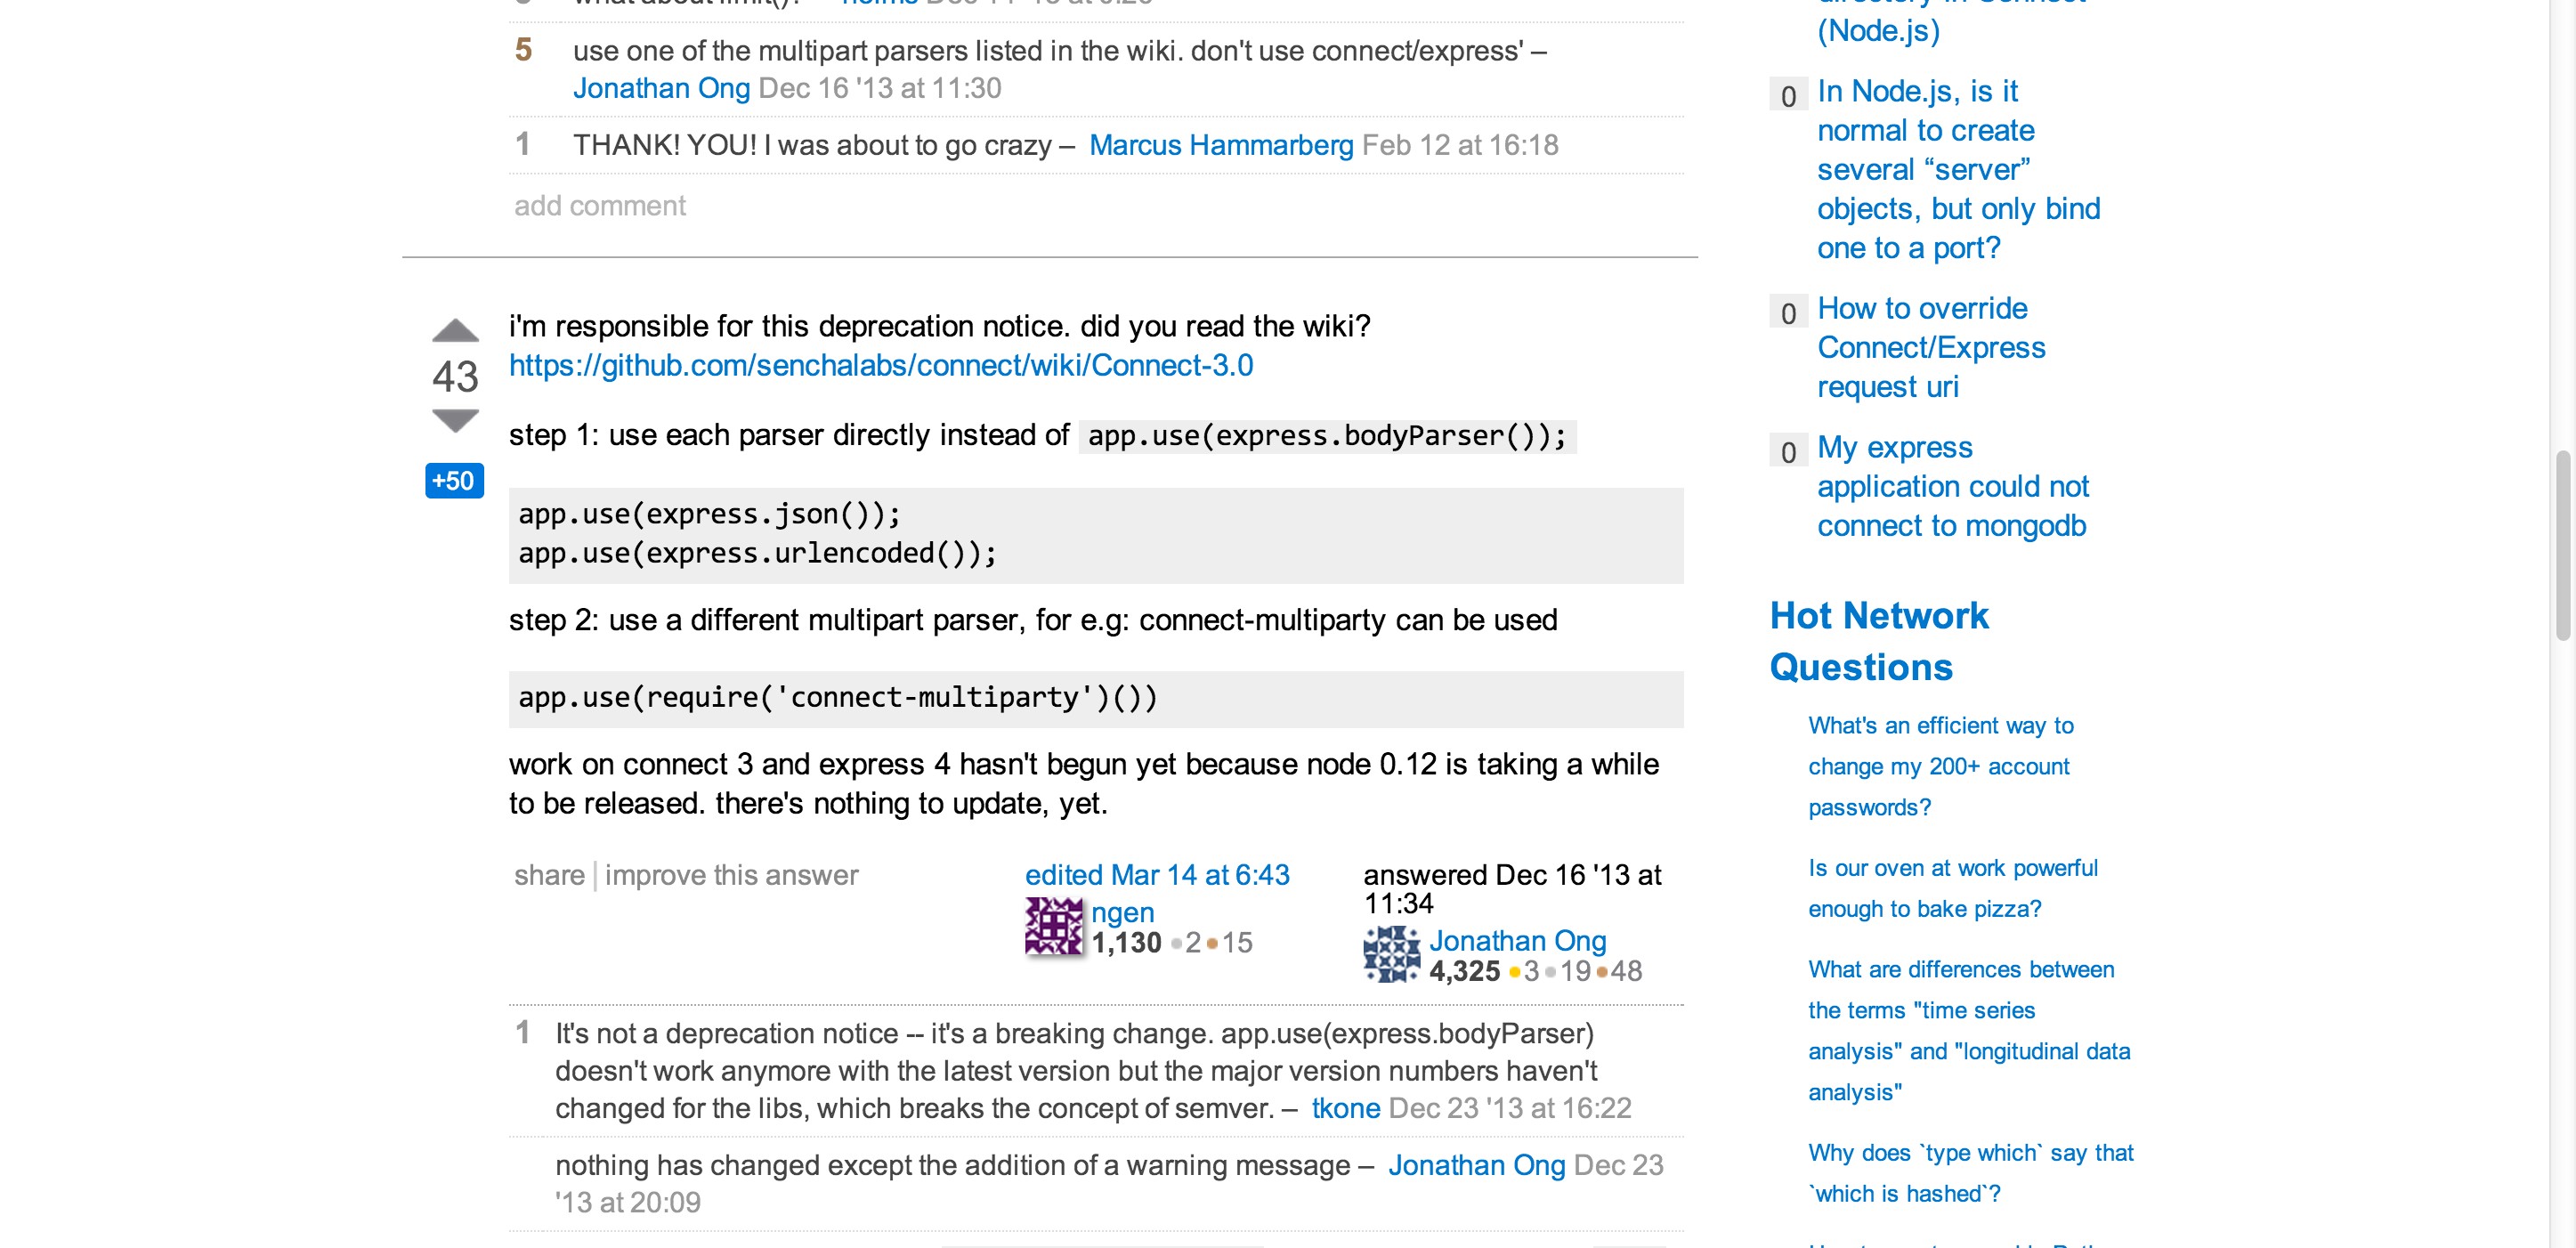 5 use one of the multipart parsers listed in the wiki. don't use connect/express' –
Jonathan Ong Dec 16 '13 at 11:30
1 THANK! YOU! I was about to go crazy – Marcus Hammarberg Feb 12 at 16:18
add comment
43
+50
i'm responsible for this deprecation notice. did you read the wiki?
https://github.com/senchalabs/connect/wiki/Connect-3.0
step 1: use each parser directly instead of app.use(express.bodyParser());
app.use(express.json());
app.use(express.urlencoded());
step 2: use a different multipart parser, for e.g: connect-multiparty can be used
app.use(require('connect-multiparty')())
work on connect 3 and express 4 hasn't begun yet because node 0.12 is taking a while
to be released. there's nothing to update, yet.
share improve this answer
edited Mar 14 at 6:43
ngen
1,130 ●2 ●15
answered Dec 16 '13 at
11:34
Jonathan Ong
4,325 ●3 ●19 ●48
1 It's not a deprecation notice -- it's a breaking change. app.use(express.bodyParser)
doesn't work anymore with the latest version but the major version numbers haven't
changed for the libs, which breaks the concept of semver. – tkone Dec 23 '13 at 16:22
nothing has changed except the addition of a warning message – Jonathan Ong Dec 23
'13 at 20:09
(Node.js)
0 In Node.js, is it
normal to create
several “server”
objects, but only bind
one to a port?
0 How to override
Connect/Express
request uri
0 My express
application could not
connect to mongodb
Hot Network
Questions
What's an efficient way to
change my 200+ account
passwords?
Is our oven at work powerful
enough to bake pizza?
What are differences between
the terms "time series
analysis" and "longitudinal data
analysis"
Why does `type which` say that
`which is hashed`?